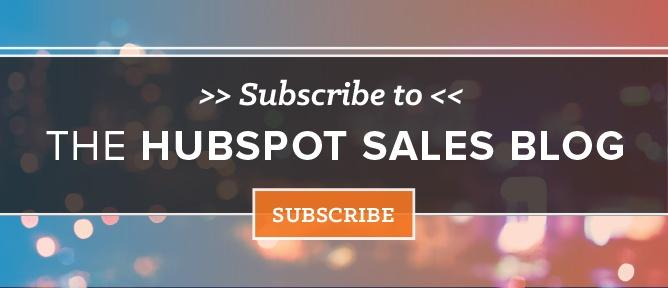 >> Subscribe to <<
THE HUBSPOT SALES BLOG
SUBSCRIBE